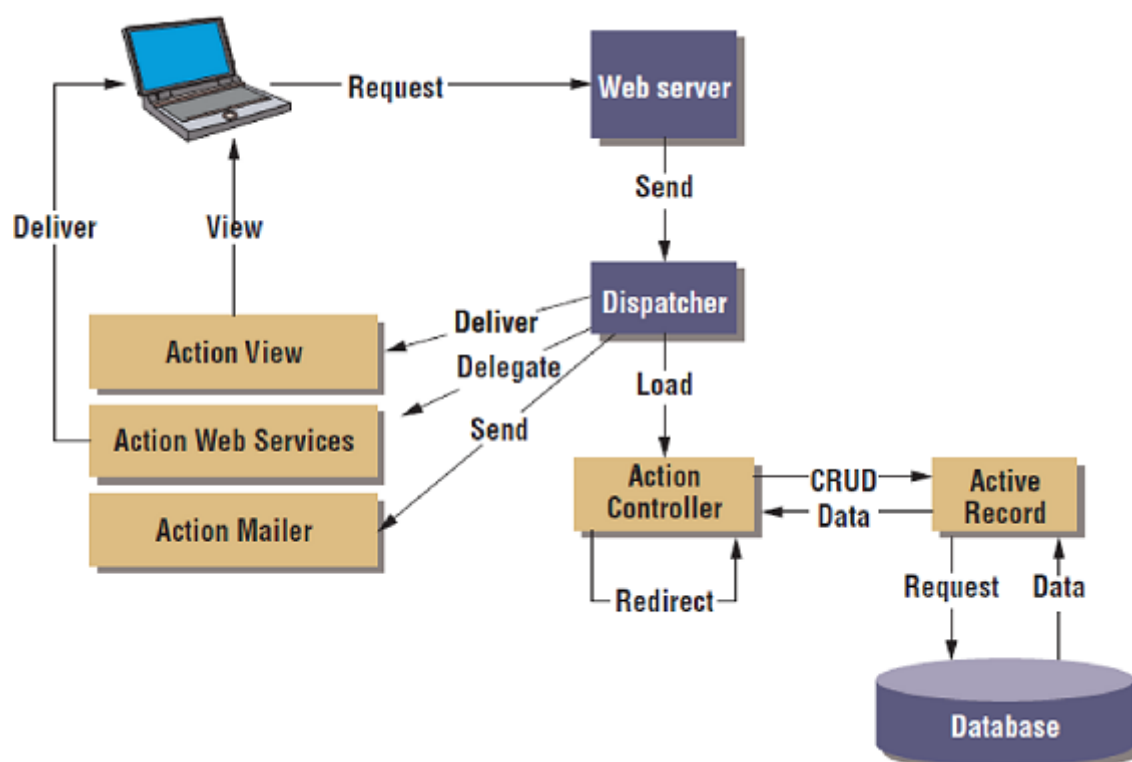 Request
Web server
Send
Deliver
View
Dispatcher
Deliver
Action View
Delegate
Load
Send
Action Web Services
Action
Controller
CRUD
Data
Active
Record
Action Mailer
Redirect
Request
Data
Database